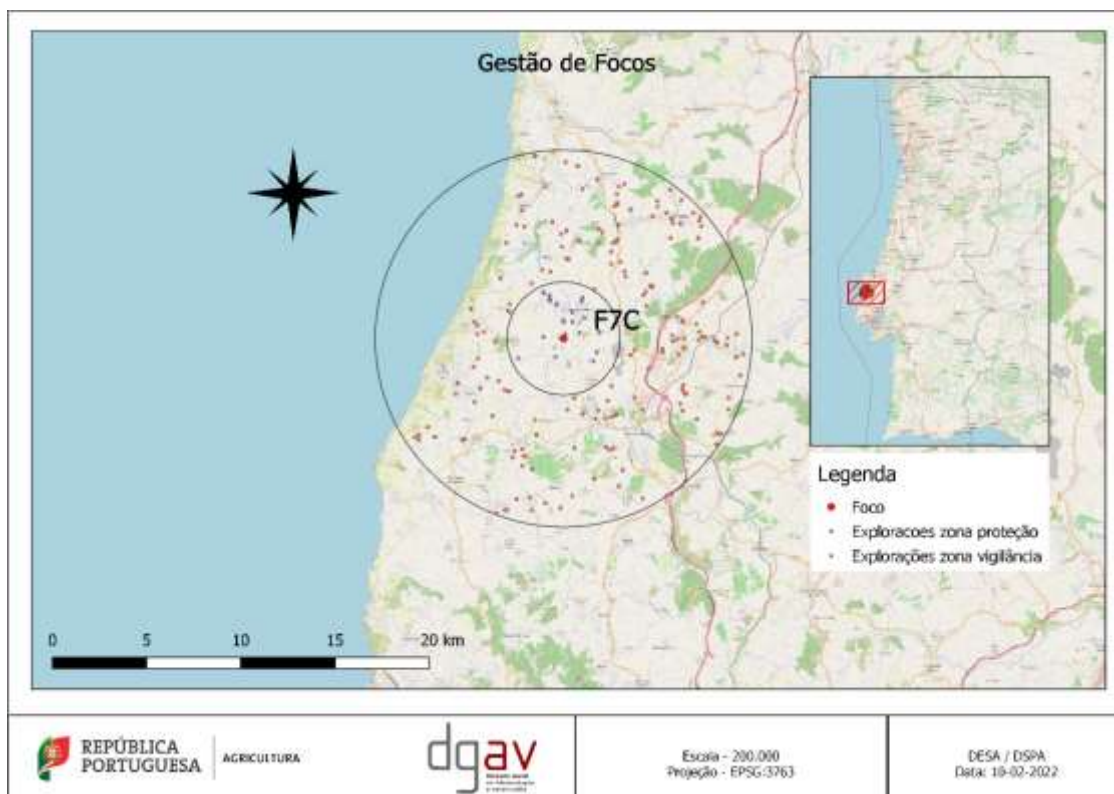 Gestão de Focos
F7C
Legenda
Foco
Exploracoes zona proteção
Explorações zona vigilância
0 5 10 15 20 km
REPÚBLICA
PORTUGUESA
AGRICULTURA
dgav
Escala - 200.000
Projeção - EPSG:3763
DESA / DSPA
Data: 18-02-2022